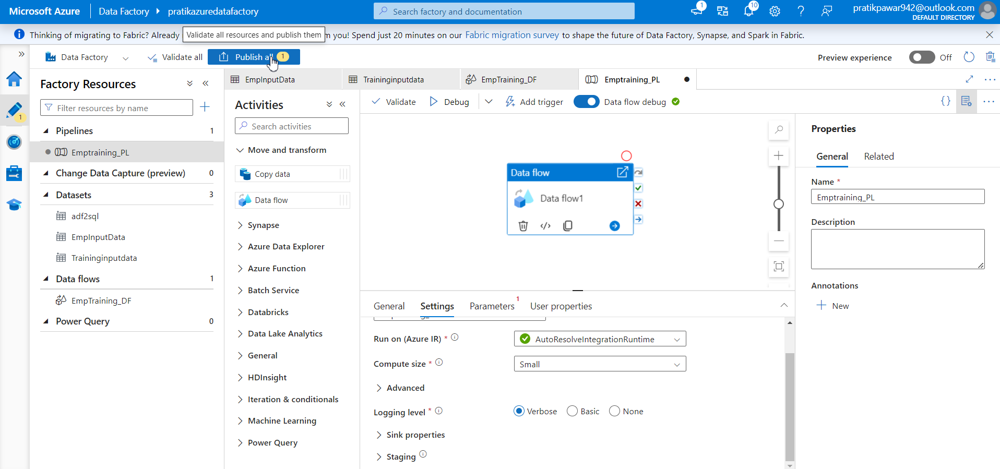 Microsoft Azure
Data Factory
pratikazuredatafactory
Search factory and documentation
1
10
pratikpawar942@outlook.com
DEFAULT DIRECTORY
Thinking of migrating to Fabric? Already
Validate all resources and publish them
m you! Spend just 20 minutes on our Fabric migration survey to shape the future of Data Factory, Synapse, and Spark in Fabric.
Data Factory
Validate all
Publish all
1
Preview experience
Off
Factory Resources
Filter resources by name
1
Pipelines
1
Emptraining_PL
Change Data Capture (preview)
0
Datasets
3
adf2sql
EmpInputData
Traininginputdata
Data flows
1
EmpTraining_DF
Power Query
0
EmpInputData
Traininginputdata
EmpTraining_DF
Emptraining_PL
Activities
Search activities
Move and transform
Copy data
Data flow
Synapse
Azure Data Explorer
Azure Function
Batch Service
Databricks
Data Lake Analytics
General
HDInsight
Iteration & conditionals
Machine Learning
Power Query
Validate
Debug
Add trigger
Data flow debug
Data flow
Data flow1
General
Settings
Parameters
1
User properties
Run on (Azure IR) *
AutoResolveIntegrationRuntime
Compute size *
Small
Advanced
Logging level *
Verbose
Basic
None
Sink properties
Staging
Properties
General
Related
Name *
Emptraining_PL
Description
Annotations
New